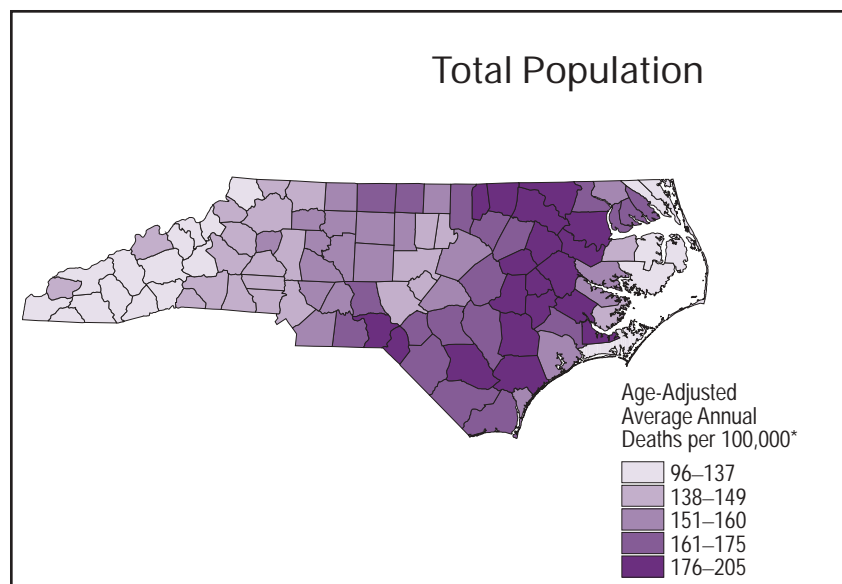 Total Population
Age-Adjusted
Average Annual
Deaths per 100,000*
96–137
138–149
151–160
161–175
176–205